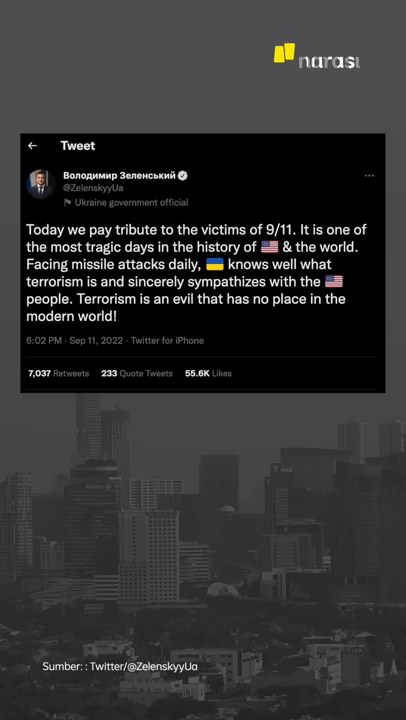 narasi
Tweet
Володимир Зеленський
@ZelenskyyUa
Ukraine government official
Today we pay tribute to the victims of 9/11. It is one of
the most tragic days in the history of 🇺🇸 & the world.
Facing missile attacks daily, 🇺🇦 knows well what
terrorism is and sincerely sympathizes with the 🇺🇸
people. Terrorism is an evil that has no place in the
modern world!
6:02 PM · Sep 11, 2022 · Twitter for iPhone
7,037 Retweets 233 Quote Tweets 55.6K Likes
Allianz
Sumber: : Twitter/@ZelenskyyUa